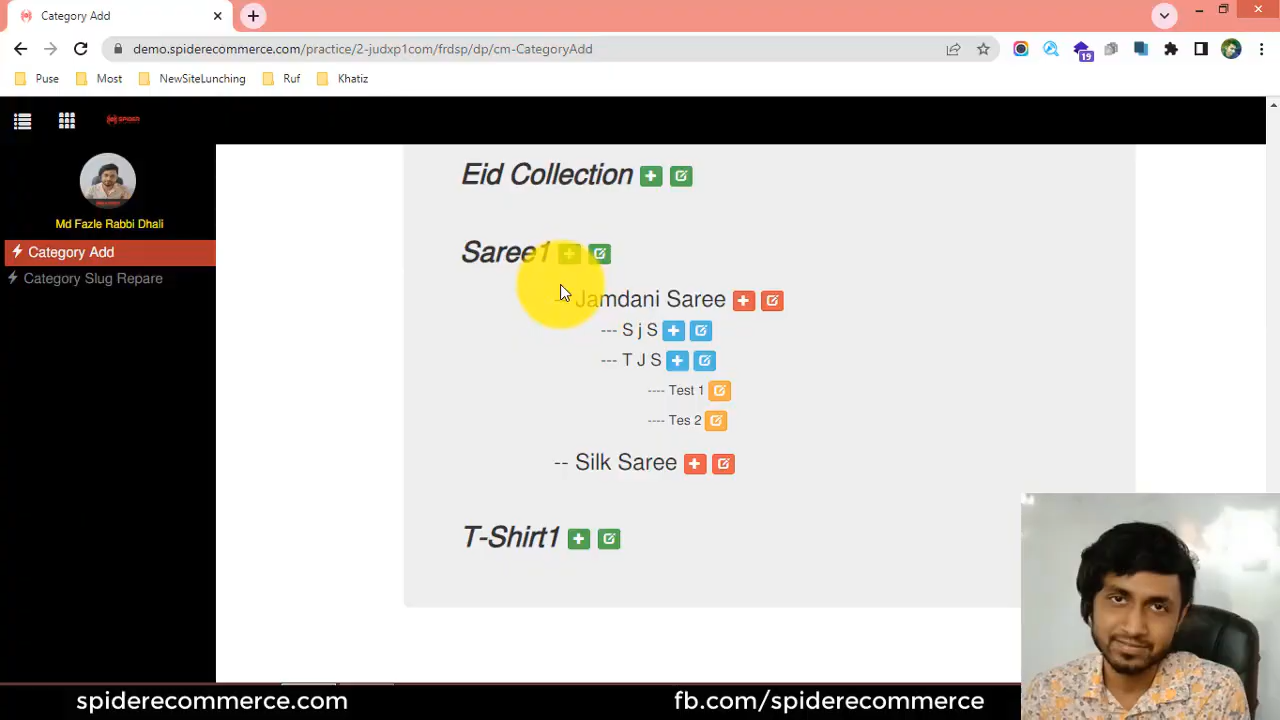 Category Add
demo.spiderecommerce.com/practice/2-judxp1com/frdsp/dp/cm-CategoryAdd
19
Puse Most NewSiteLunching Ruf Khatiz
SPIDER
Md Fazle Rabbi Dhali
Category Add
Category Slug Repare
Eid Collection
Saree1
-- Jamdani Saree
--- S j S
--- T J S
---- Test 1
---- Tes 2
-- Silk Saree
T-Shirt1
spiderecommerce.com
fb.com/spiderecommerce